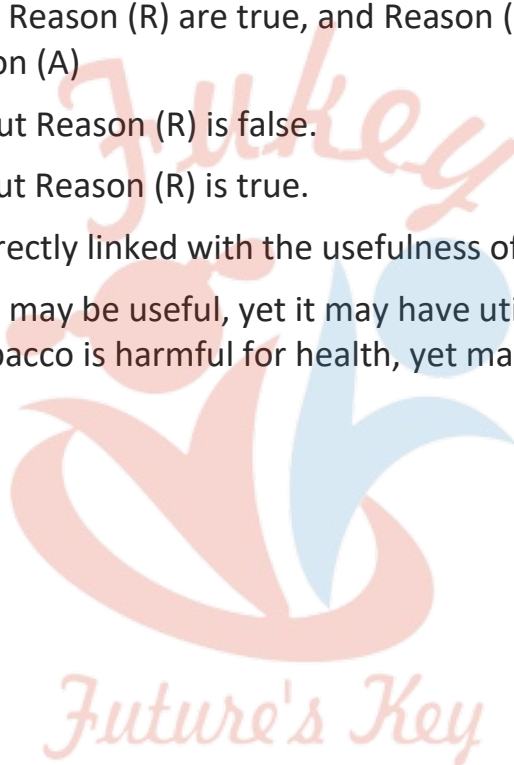 Reason (R) are true, and Reason (
on (A)
ut Reason (R) is false.
ut Reason (R) is true.
rectly linked with the usefulness of
may be useful, yet it may have uti
bacco is harmful for health, yet ma
Fukey
Future's Key